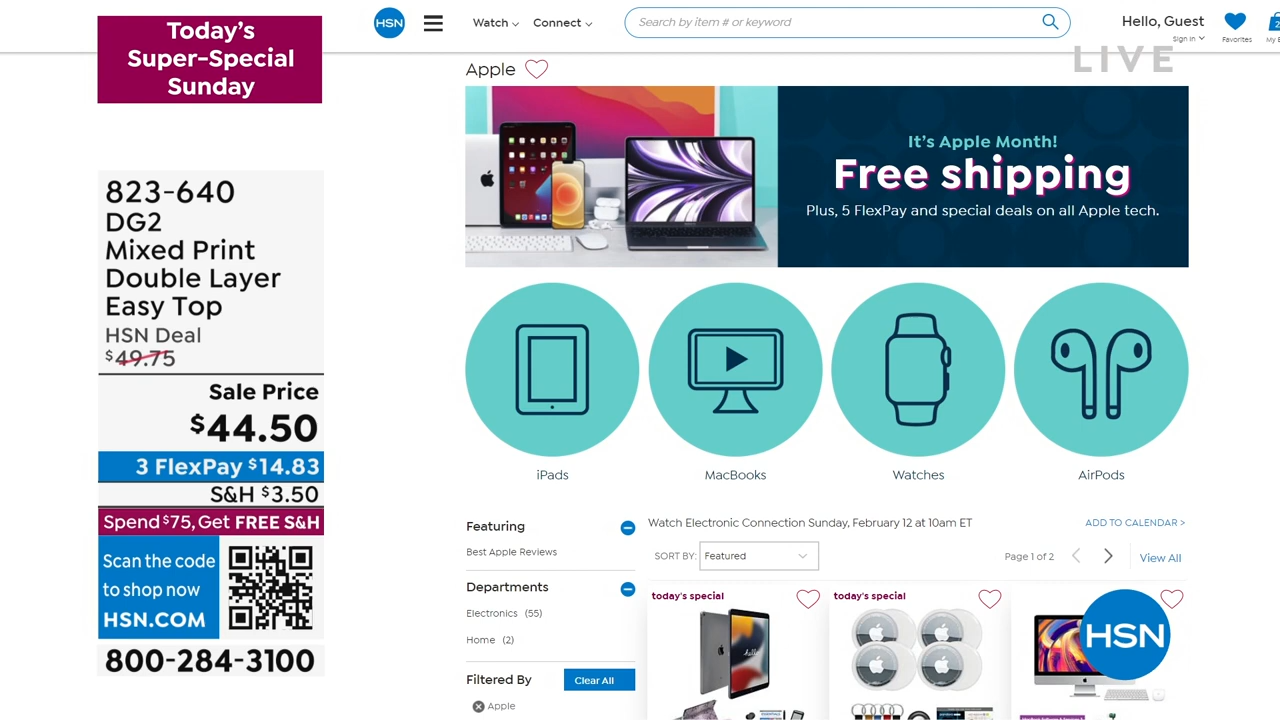 Today's
Super-Special
Sunday
823-640
DG2
Mixed Print
Double Layer
Easy Top
HSN Deal
$49.75
Sale Price
$44.50
3 FlexPay $14.83
S&H $3.50
Spend $75, Get FREE S&H
Scan the code
to shop now
HSN.COM
800-284-3100
HSN
Watch
Connect
Search by item # or keyword
Hello, Guest
Sign In
Favorites
2
My B
LIVE
Apple
It's Apple Month!
Free shipping
Plus, 5 FlexPay and special deals on all Apple tech.
iPads
MacBooks
Watches
AirPods
Featuring
Best Apple Reviews
Departments
Electronics (55)
Home (2)
Filtered By
Clear All
Apple
Watch Electronic Connection Sunday, February 12 at 10am ET
ADD TO CALENDAR >
SORT BY: Featured
Page 1 of 2
View All
today's special
today's special
hello
HSN